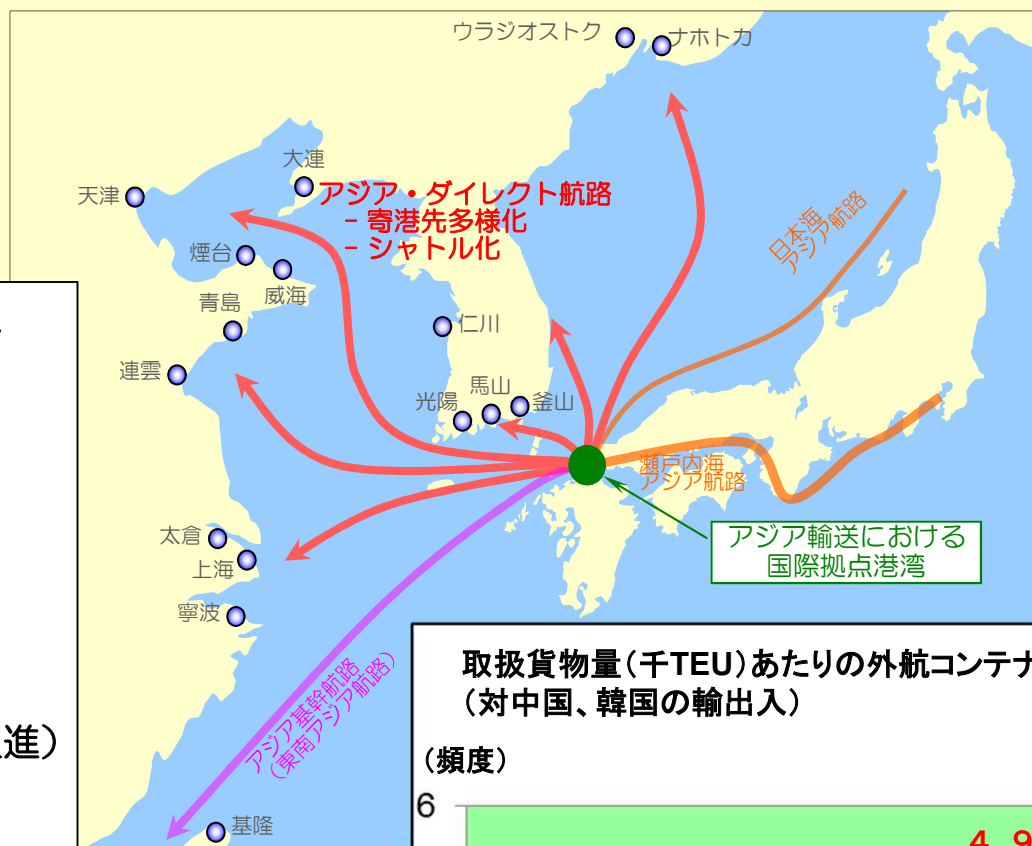 ウラジオストク
ナホトカ
大連
天津
アジア・ダイレクト航路
- 寄港先多様化
- シャトル化
日本海
アジア航路
煙台
威海
青島
仁川
連雲
馬山
光陽
釜山
瀬戸内海
アジア航路
アジア輸送における
国際拠点港湾
太倉
上海
寧波
アジア基幹航路
（東南アジア航路）
基隆
進）
取扱貨物量（千TEU）あたりの外航コンテナ
（対中国、韓国の輸出入）
（頻度）
6
4．9